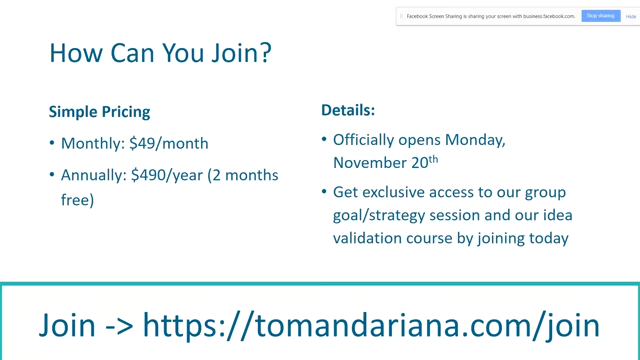 Facebook Screen Sharing is sharing your screen with business.facebook.com.
Stop sharing
Hide
How Can You Join?
Simple Pricing
• Monthly: $49/month
• Annually: $490/year (2 months
free)
Details:
• Officially opens Monday,
November 20th
• Get exclusive access to our group
goal/strategy session and our idea
validation course by joining today
Join -> https://tomandariana.com/join